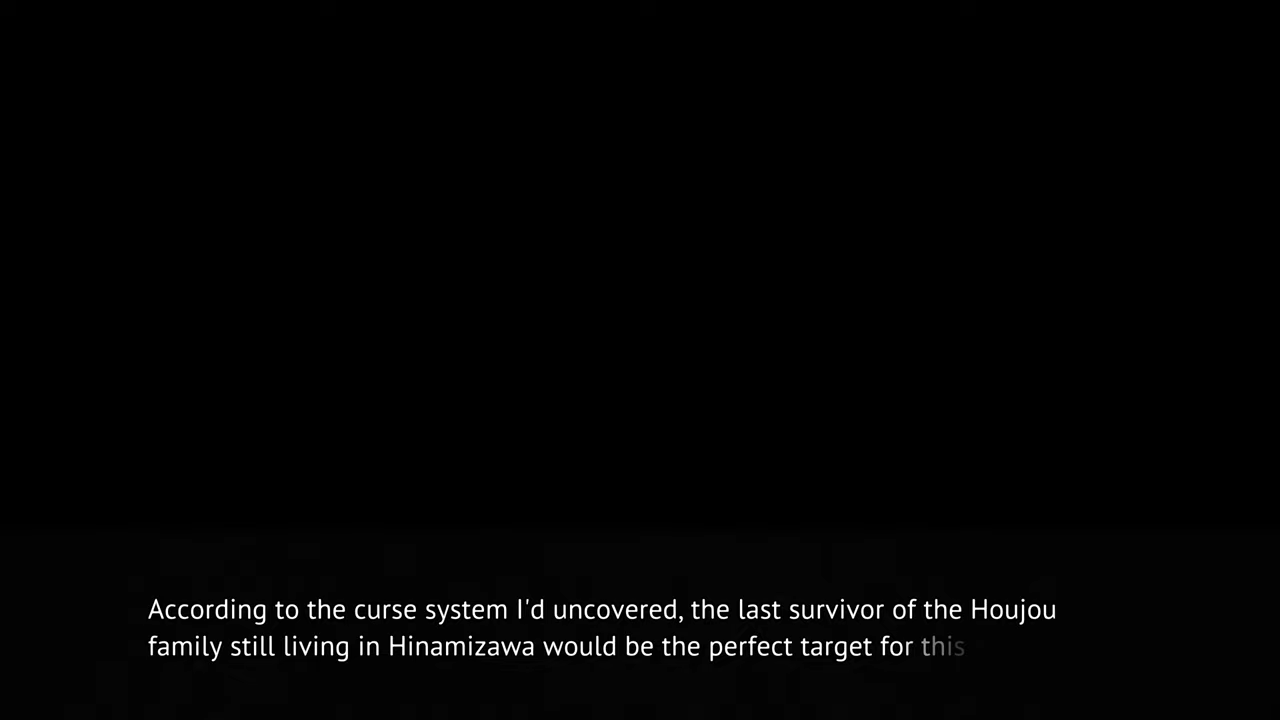 According to the curse system I'd uncovered, the last survivor of the Houjou
family still living in Hinamizawa would be the perfect target for this